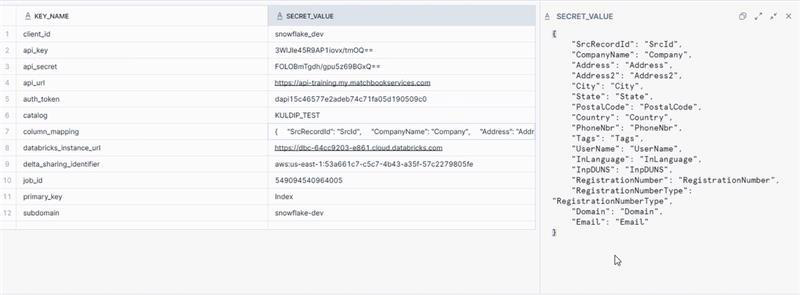 KEY_NAME SECRET_VALUE
1 client_id snowflake_dev
2 api_key 3WlJIe45R9AP1iovx/tmOQ==
3 api_secret FOLOBmTgdh/gpu5z69BGxQ==
4 api_url https://api-training.my.matchbookservices.com
5 auth_token dapi15c46577e2adeb74c71fa05d190509c0
6 catalog KULDIP_TEST
7 column_mapping { "SrcRecordId": "SrcId", "CompanyName": "Company", "Address": "Addr
8 databricks_instance_url https://dbc-64cc9203-e861.cloud.databricks.com
9 delta_sharing_identifier aws:us-east-1:53a661c7-c5c7-4b43-a35f-57c2279805fe
10 job_id 549094540964005
11 primary_key Index
12 subdomain snowflake-dev
SECRET_VALUE
{
"SrcRecordId": "SrcId",
"CompanyName": "Company",
"Address": "Address",
"Address2": "Address2",
"City": "City",
"State": "State",
"PostalCode": "PostalCode",
"Country": "Country",
"PhoneNbr": "PhoneNbr",
"Tags": "Tags",
"UserName": "UserName",
"InLanguage": "InLanguage",
"InpDUNS": "InpDUNS",
"RegistrationNumber": "RegistrationNumber",
"RegistrationNumberType":
"RegistrationNumberType",
"Domain": "Domain",
"Email": "Email"
}